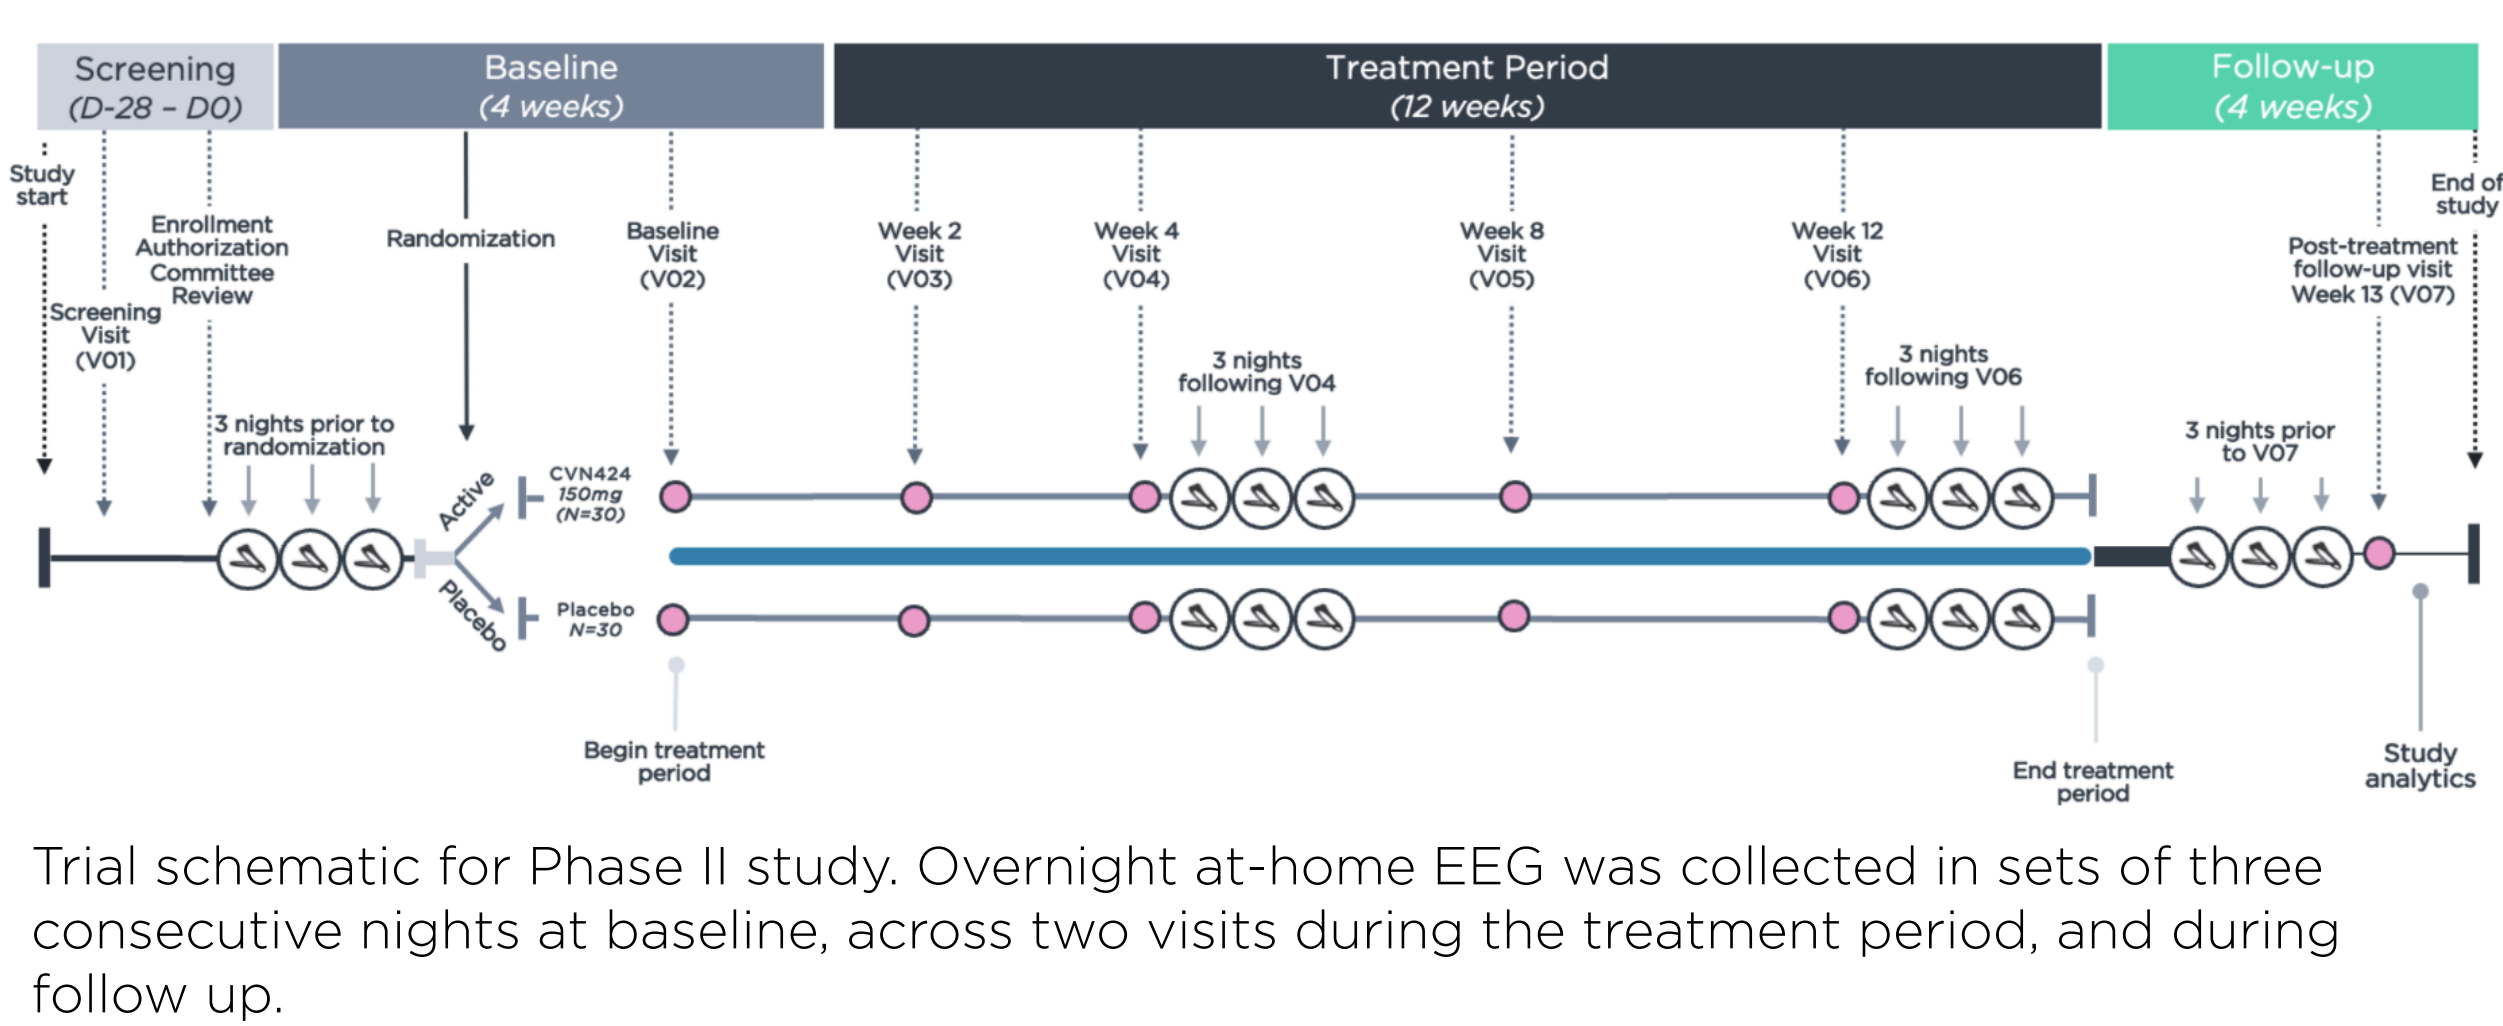 Screening
(D-28 – D0)
Baseline
(4 weeks)
Treatment Period
(12 weeks)
Follow-up
(4 weeks)
Study
start
Screening
Visit
(V01)
Enrollment
Authorization
Committee
Review
3 nights prior to
randomization
Randomization
Active
Placebo
CVN424
150mg
(N=30)
Placebo
N=30
Baseline
Visit
(V02)
Week 2
Visit
(V03)
Week 4
Visit
(V04)
3 nights
following V04
Week 8
Visit
(V05)
Week 12
Visit
(V06)
3 nights
following V06
3 nights prior
to V07
Post-treatment
follow-up visit
Week 13 (V07)
End of
study
Begin treatment
period
End treatment
period
Study
analytics
Trial schematic for Phase II study. Overnight at-home EEG was collected in sets of three
consecutive nights at baseline, across two visits during the treatment period, and during
follow up.